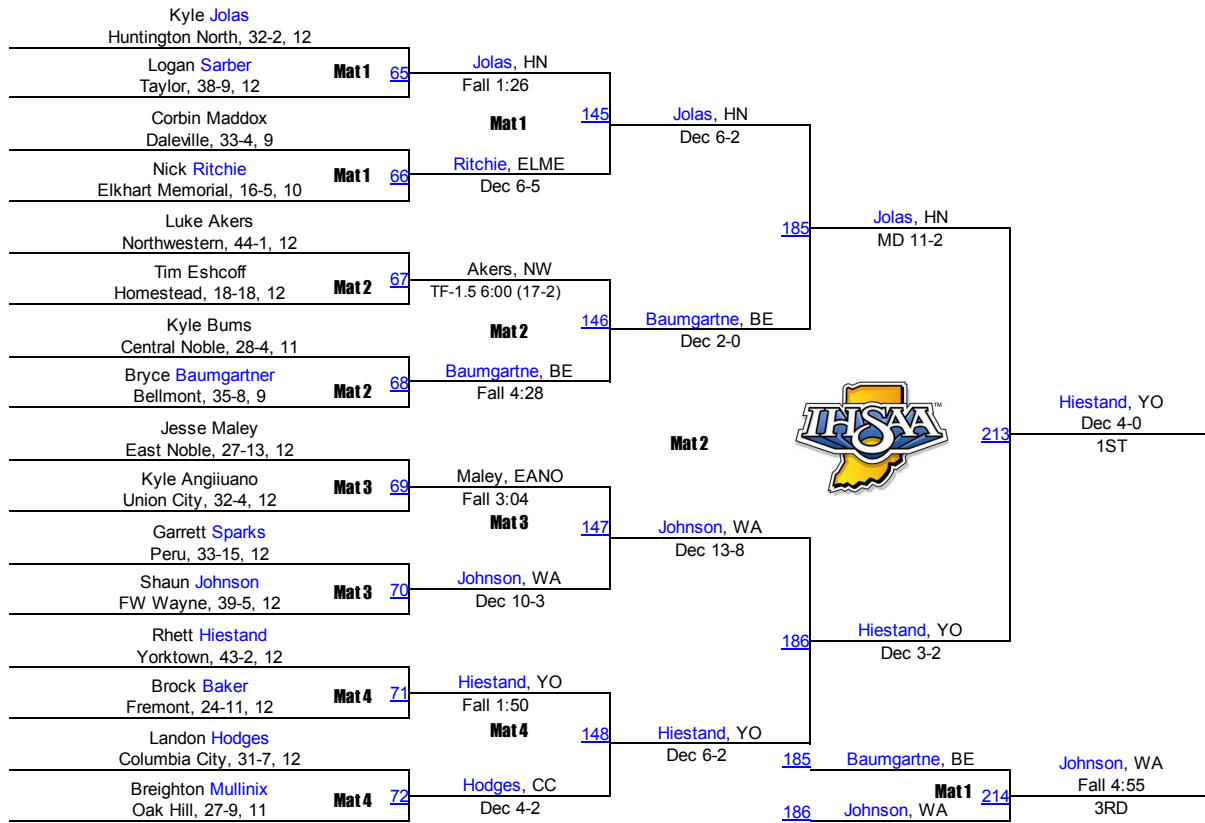 Kyle Jolas
Huntington North, 32-2, 12
Logan Sarber
Taylor, 38-9, 12
Mat 1
65
Jolas, HN
Fall 1:26
Corbin Maddox
Daleville, 33-4, 9
Nick Ritchie
Elkhart Memorial, 16-5, 10
Mat 1
66
Ritchie, ELME
Dec 6-5
Mat 1
145
Jolas, HN
Dec 6-2
Luke Akers
Northwestern, 44-1, 12
Tim Eshcoff
Homestead, 18-18, 12
Mat 2
67
Akers, NW
TF-1.5 6:00 (17-2)
Kyle Bums
Central Noble, 28-4, 11
Bryce Baumgartner
Bellmont, 35-8, 9
Mat 2
68
Baumgartne, BE
Fall 4:28
Mat 2
146
Baumgartne, BE
Dec 2-0
185
Jolas, HN
MD 11-2
Jesse Maley
East Noble, 27-13, 12
Kyle Angiiuano
Union City, 32-4, 12
Mat 3
69
Maley, EANO
Fall 3:04
Garrett Sparks
Peru, 33-15, 12
Shaun Johnson
FW Wayne, 39-5, 12
Mat 3
70
Johnson, WA
Dec 10-3
Mat 3
147
Johnson, WA
Dec 13-8
Rhett Hiestand
Yorktown, 43-2, 12
Brock Baker
Fremont, 24-11, 12
Mat 4
71
Hiestand, YO
Fall 1:50
Landon Hodges
Columbia City, 31-7, 12
Breighton Mullinix
Oak Hill, 27-9, 11
Mat 4
72
Hodges, CC
Dec 4-2
Mat 4
148
Hiestand, YO
Dec 6-2
186
Hiestand, YO
Dec 3-2
Mat 2
IHSAA™
213
Hiestand, YO
Dec 4-0
1ST
185
Baumgartne, BE
186
Johnson, WA
Mat 1
214
Johnson, WA
Fall 4:55
3RD